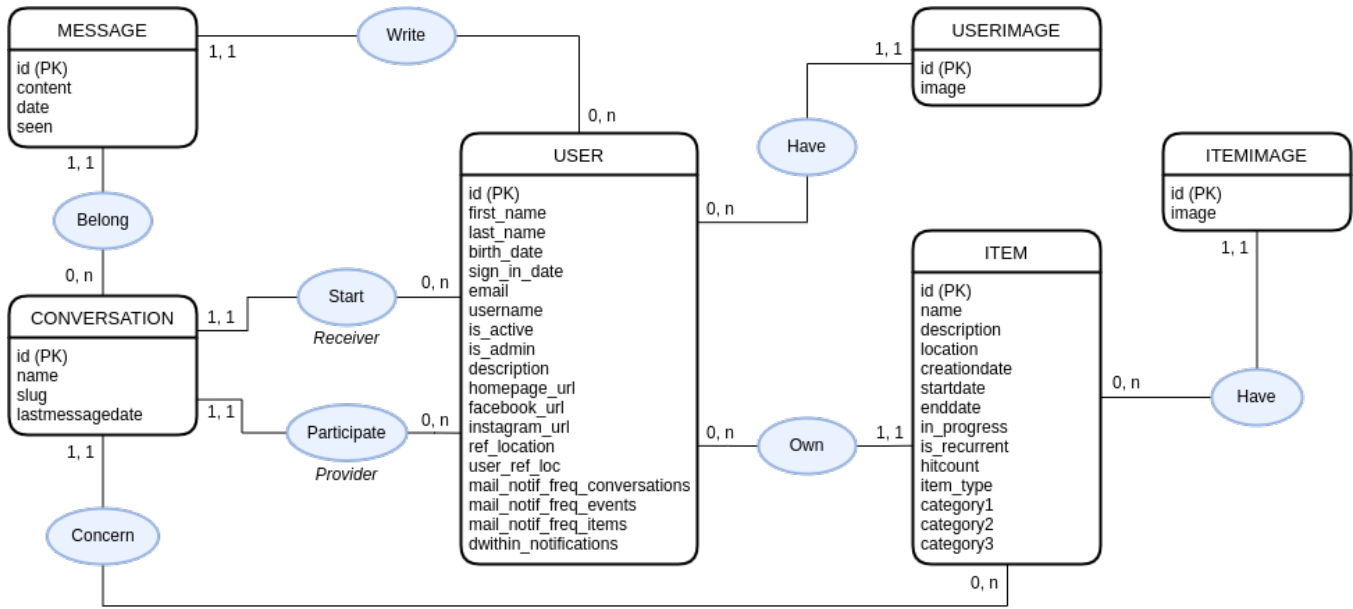 MESSAGE
id (PK)
content
date
seen
1, 1
Write
0, n
1, 1
Belong
0, n
CONVERSATION
id (PK)
name
slug
lastmessagedate
1, 1
Start
Receiver
0, n
1, 1
Participate
Provider
0, n
1, 1
Concern
0, n
USER
id (PK)
first_name
last_name
birth_date
sign_in_date
email
username
is_active
is_admin
description
homepage_url
facebook_url
instagram_url
ref_location
user_ref_loc
mail_notif_freq_conversations
mail_notif_freq_events
mail_notif_freq_items
dwithin_notifications
0, n
Have
1, 1
USERIMAGE
id (PK)
image
0, n
Own
1, 1
ITEM
id (PK)
name
description
location
creationdate
startdate
enddate
in_progress
is_recurrent
hitcount
item_type
category1
category2
category3
0, n
Have
1, 1
ITEMIMAGE
id (PK)
image